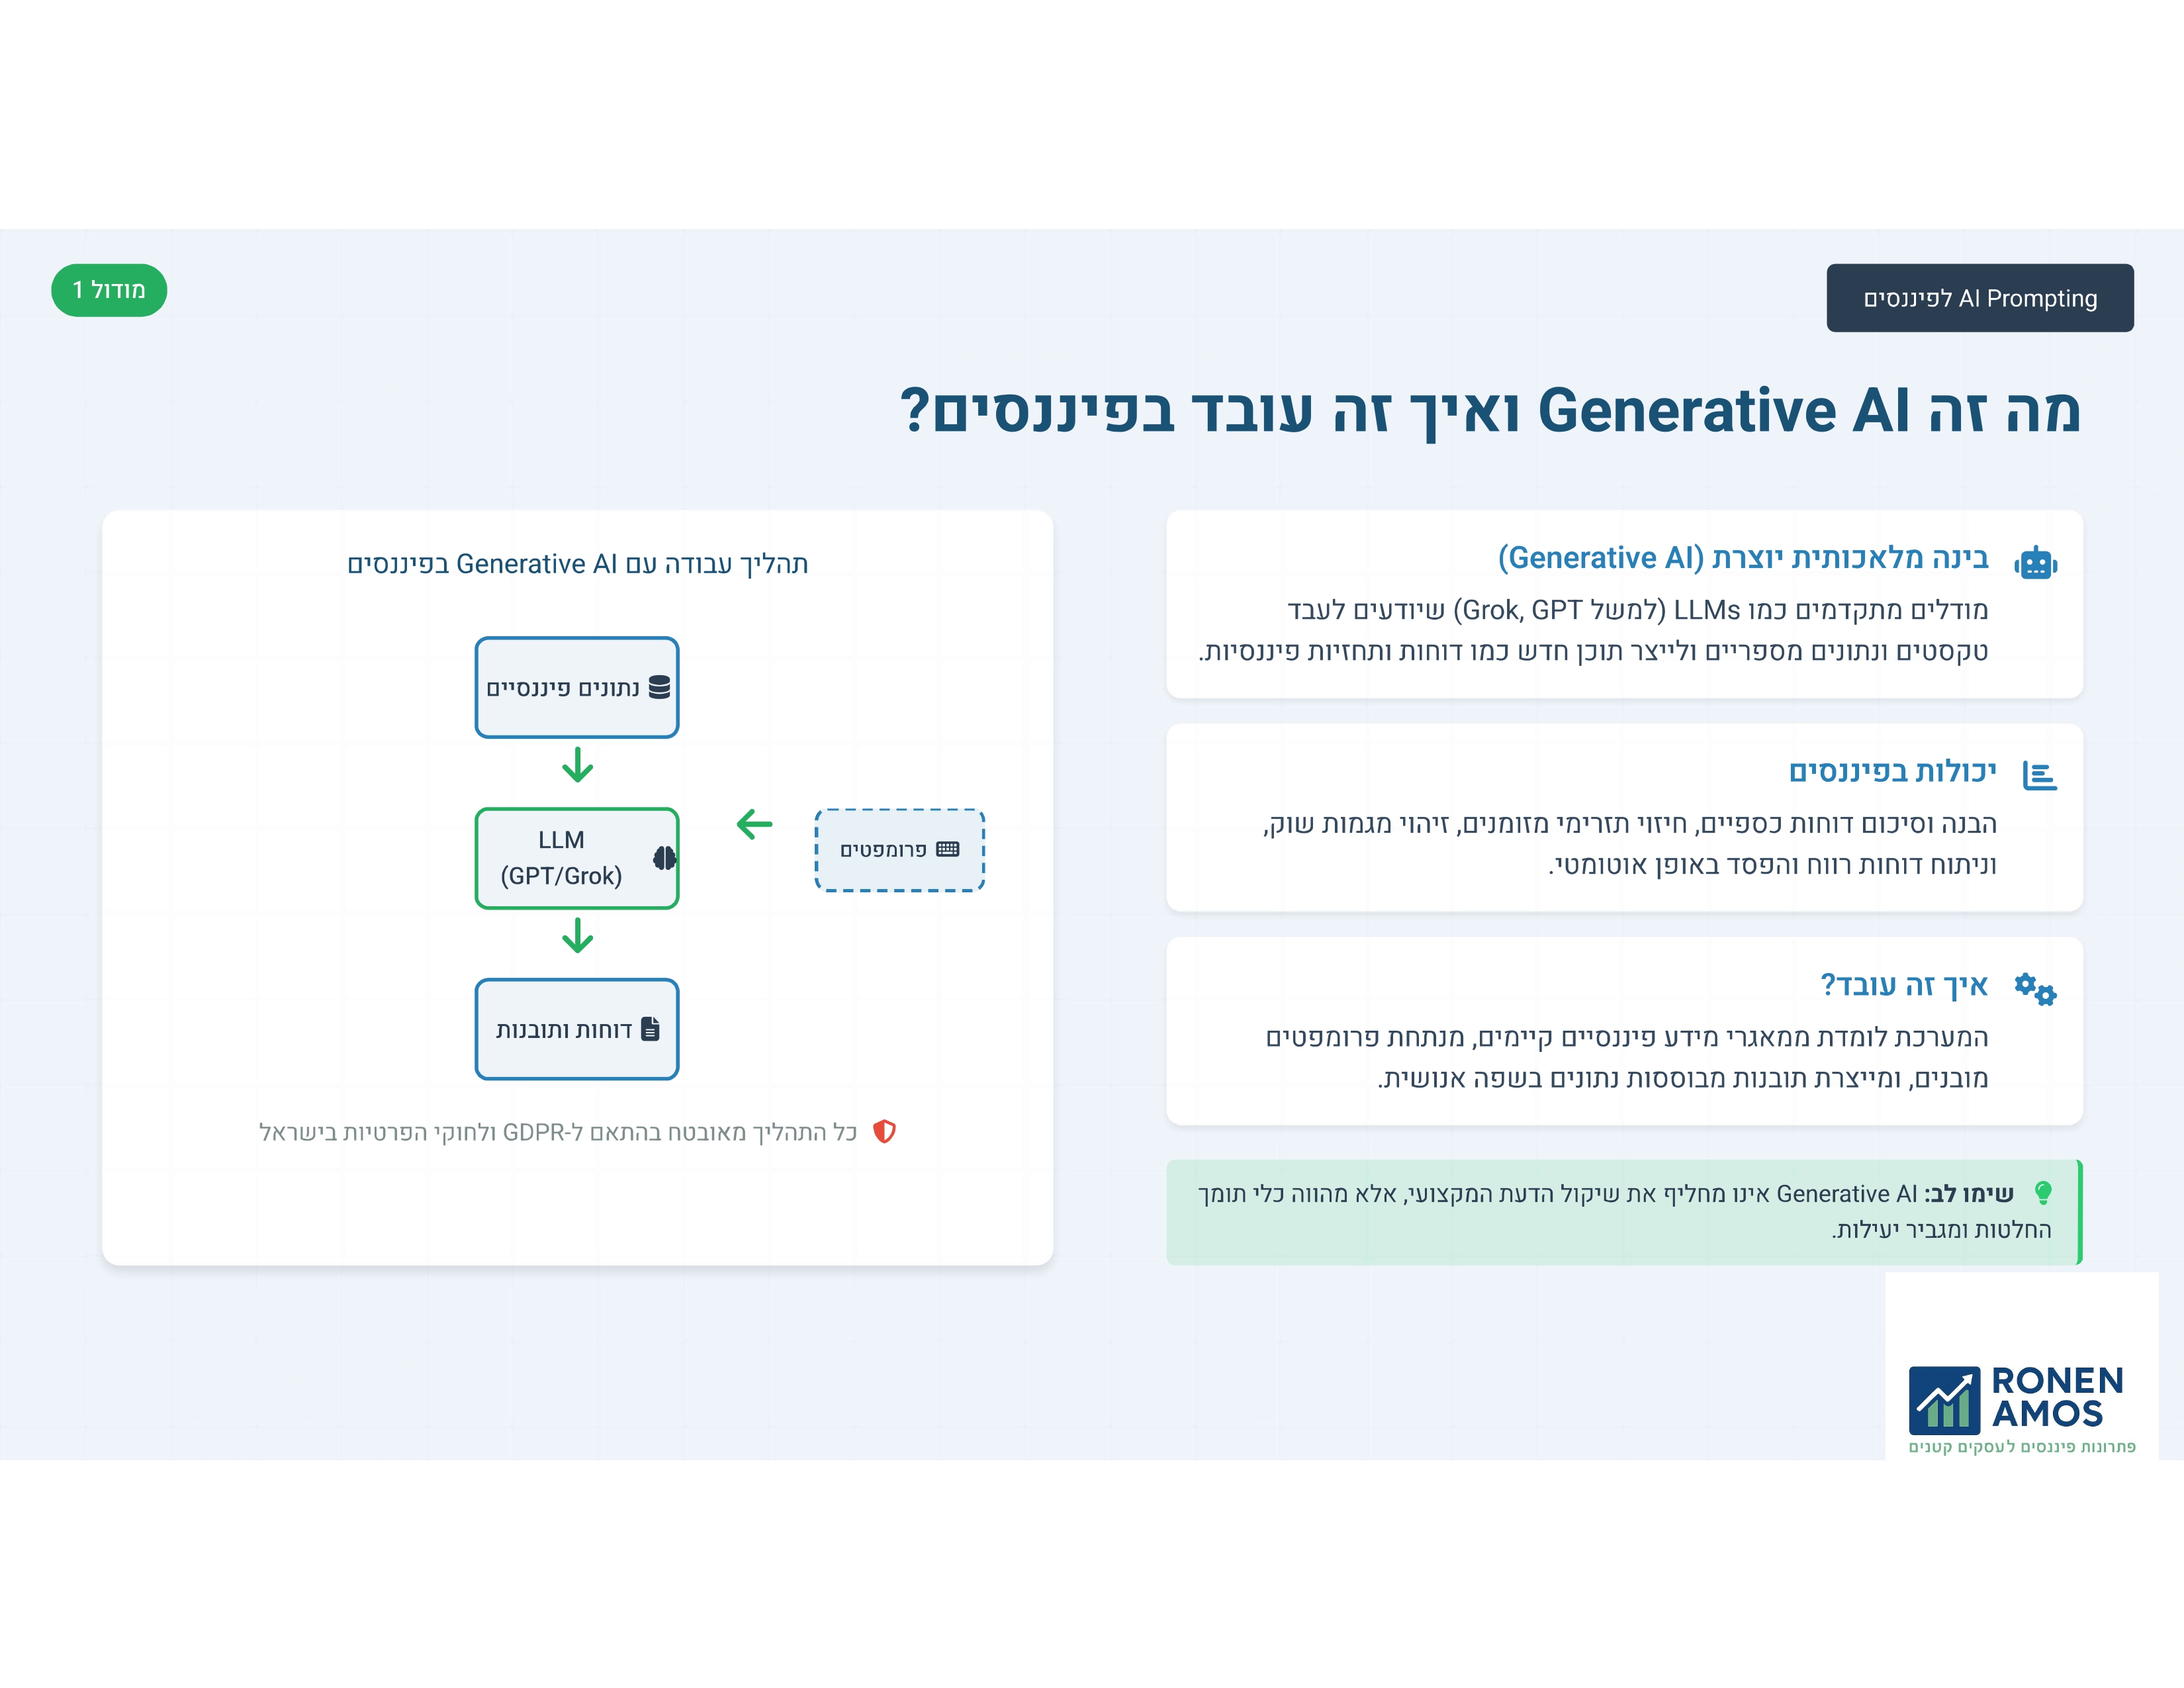 AI Prompting לפיננסים
מודול 1
מה זה Generative AI ואיך זה עובד בפיננסים?
בינה מלאכותית יוצרת (Generative AI)
מודלים מתקדמים כמו LLMs (למשל Grok, GPT) שיודעים לעבד
טקסטים ונתונים מספריים ולייצר תוכן חדש כמו דוחות ותחזיות פיננסיות.
יכולות בפיננסים
הבנה וסיכום דוחות כספיים, חיזוי תזרימי מזומנים, זיהוי מגמות שוק,
וניתוח דוחות רווח והפסד באופן אוטומטי.
איך זה עובד?
המערכת לומדת ממאגרי מידע פיננסיים קיימים, מנתחת פרומפטים
מובנים, ומייצרת תובנות מבוססות נתונים בשפה אנושית.
שימו לב: Generative AI אינו מחליף את שיקול הדעת המקצועי, אלא מהווה כלי תומך
החלטות ומגביר יעילות.
תהליך עבודה עם Generative AI בפיננסים
נתונים פיננסיים
פרומפטים
LLM
(GPT/Grok)
דוחות ותובנות
כל התהליך מאובטח בהתאם ל-GDPR ולחוקי הפרטיות בישראל
RONEN
AMOS
פתרונות פיננסים לעסקים קטנים